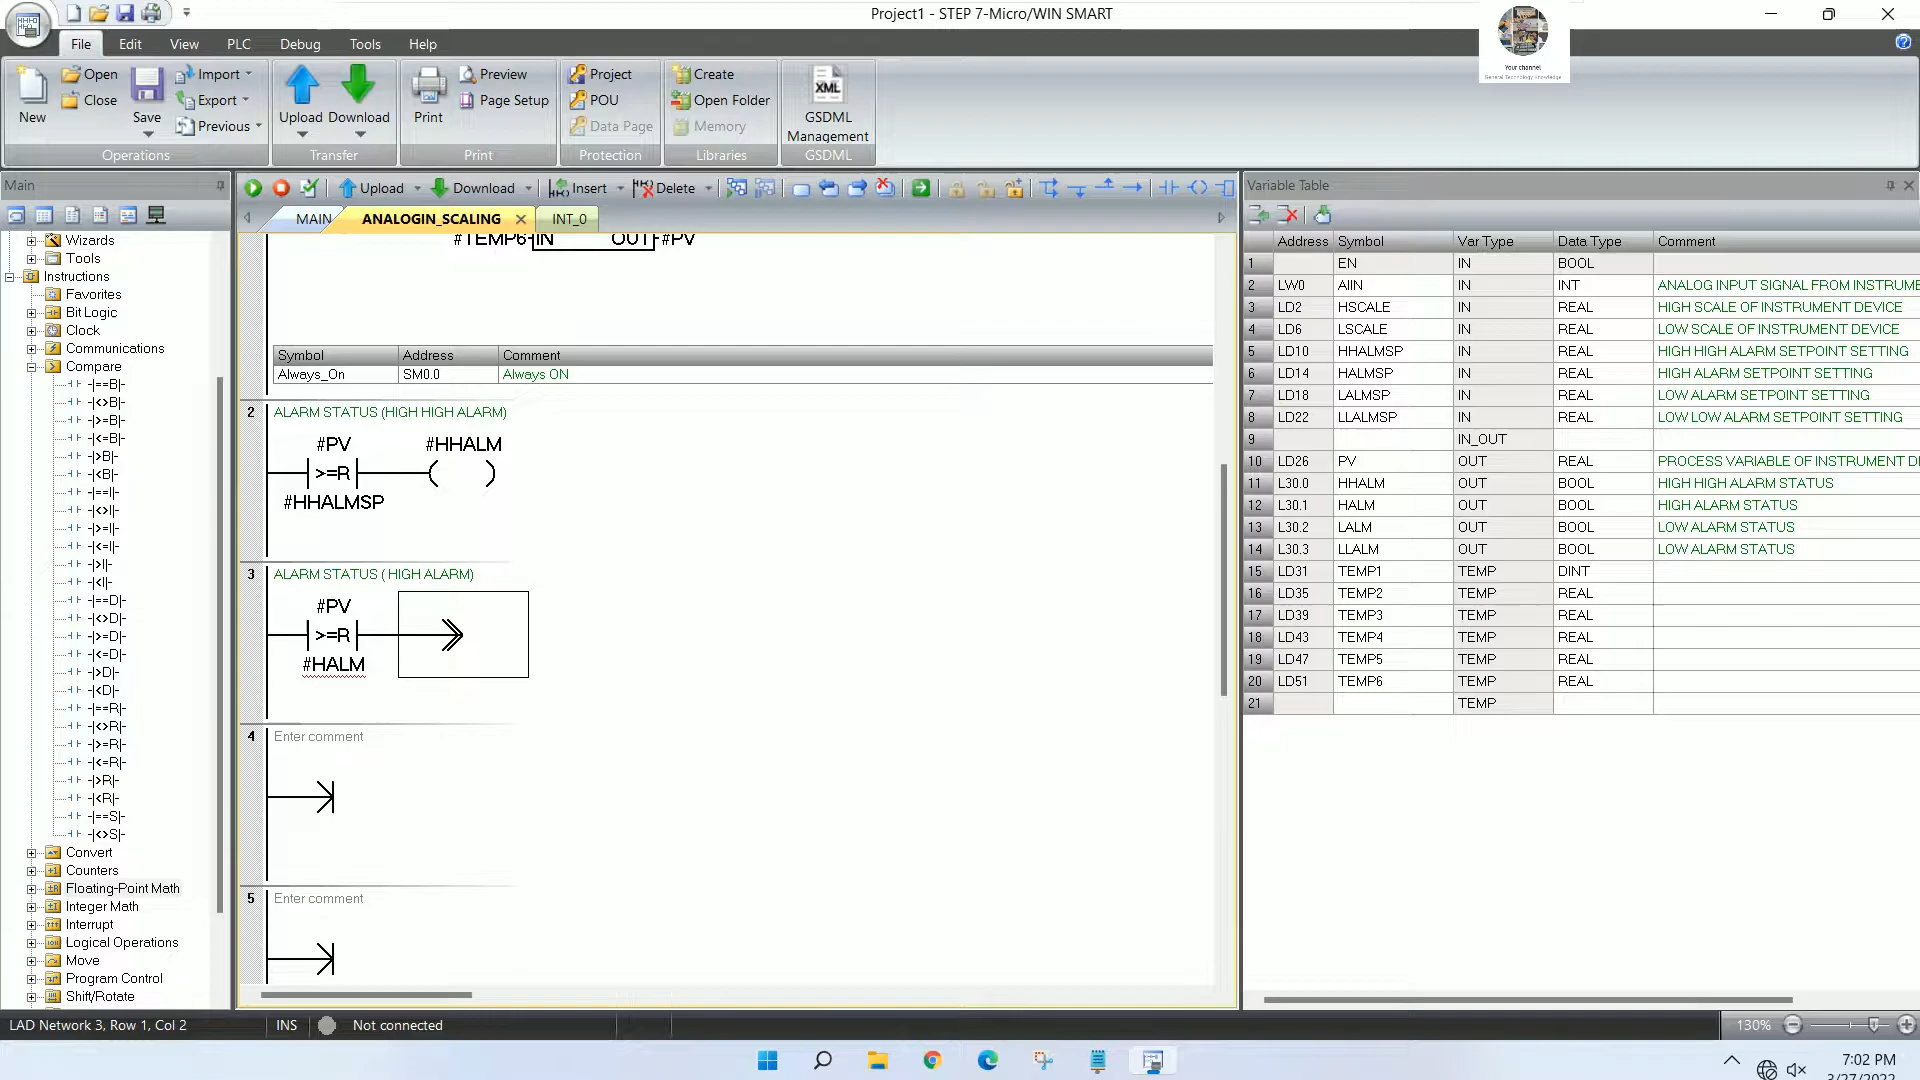 Project1 - STEP 7-Micro/WIN SMART
Your channel
General Technology Knowledge
File Edit View PLC Debug Tools Help
New
Open
Close
Save
Import
Export
Previous
Operations
Upload
Download
Transfer
Print
Preview
Page Setup
Print
Project
POU
Data Page
Protection
Create
Open Folder
Memory
Libraries
XML
GSDML
Management
GSDML
Main
Wizards
Tools
Instructions
Favorites
Bit Logic
Clock
Communications
Compare
-|==B|-
-|<>B|-
-|>=B|-
-|<=B|-
-|>B|-
-|<B|-
-|==I|-
-|<>I|-
-|>=I|-
-|<=I|-
-|>I|-
-|<I|-
-|==D|-
-|<>D|-
-|>=D|-
-|<=D|-
-|>D|-
-|<D|-
-|==R|-
-|<>R|-
-|>=R|-
-|<=R|-
-|>R|-
-|<R|-
-|==S|-
-|<>S|-
Convert
Counters
Floating-Point Math
Integer Math
Interrupt
Logical Operations
Move
Program Control
Shift/Rotate
Upload Download Insert Delete
MAIN ANALOGIN_SCALING INT_0
#TEMP6 IN OUT #PV
Symbol Address Comment
Always_On SM0.0 Always ON
2 ALARM STATUS (HIGH HIGH ALARM)
#PV #HHALM
>=R
#HHALMSP
3 ALARM STATUS ( HIGH ALARM)
#PV
>=R
#HALM
4 Enter comment
5 Enter comment
Variable Table
Address Symbol Var Type Data Type Comment
1 EN IN BOOL
2 LW0 AIIN IN INT ANALOG INPUT SIGNAL FROM INSTRUME
3 LD2 HSCALE IN REAL HIGH SCALE OF INSTRUMENT DEVICE
4 LD6 LSCALE IN REAL LOW SCALE OF INSTRUMENT DEVICE
5 LD10 HHALMSP IN REAL HIGH HIGH ALARM SETPOINT SETTING
6 LD14 HALMSP IN REAL HIGH ALARM SETPOINT SETTING
7 LD18 LALMSP IN REAL LOW ALARM SETPOINT SETTING
8 LD22 LLALMSP IN REAL LOW LOW ALARM SETPOINT SETTING
9 IN_OUT
10 LD26 PV OUT REAL PROCESS VARIABLE OF INSTRUMENT D
11 L30.0 HHALM OUT BOOL HIGH HIGH ALARM STATUS
12 L30.1 HALM OUT BOOL HIGH ALARM STATUS
13 L30.2 LALM OUT BOOL LOW ALARM STATUS
14 L30.3 LLALM OUT BOOL LOW ALARM STATUS
15 LD31 TEMP1 TEMP DINT
16 LD35 TEMP2 TEMP REAL
17 LD39 TEMP3 TEMP REAL
18 LD43 TEMP4 TEMP REAL
19 LD47 TEMP5 TEMP REAL
20 LD51 TEMP6 TEMP REAL
21 TEMP
LAD Network 3, Row 1, Col 2 INS Not connected 130%
7:02 PM
3/27/2022